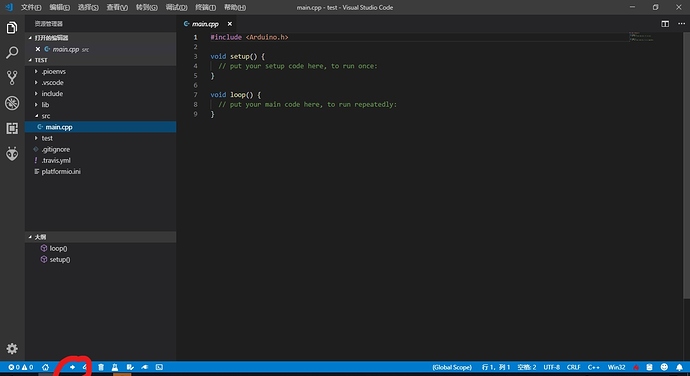 文件(F) 编辑(E) 选择(S) 查看(V) 转到(G) 调试(D) 终端(T) 帮助(H)
main.cpp - test - Visual Studio Code
资源管理器
打开的编辑器
main.cpp src
TEST
.pioenvs
.vscode
include
lib
src
main.cpp
test
.gitignore
.travis.yml
platformio.ini
大纲
loop()
setup()
main.cpp
1 #include <Arduino.h>
2
3 void setup() {
4 // put your setup code here, to run once:
5 }
6
7 void loop() {
8 // put your main code here, to run repeatedly:
9 }
0 0
(Global Scope) 行 1，列 1 空格: 2 UTF-8 CRLF C++ Win32